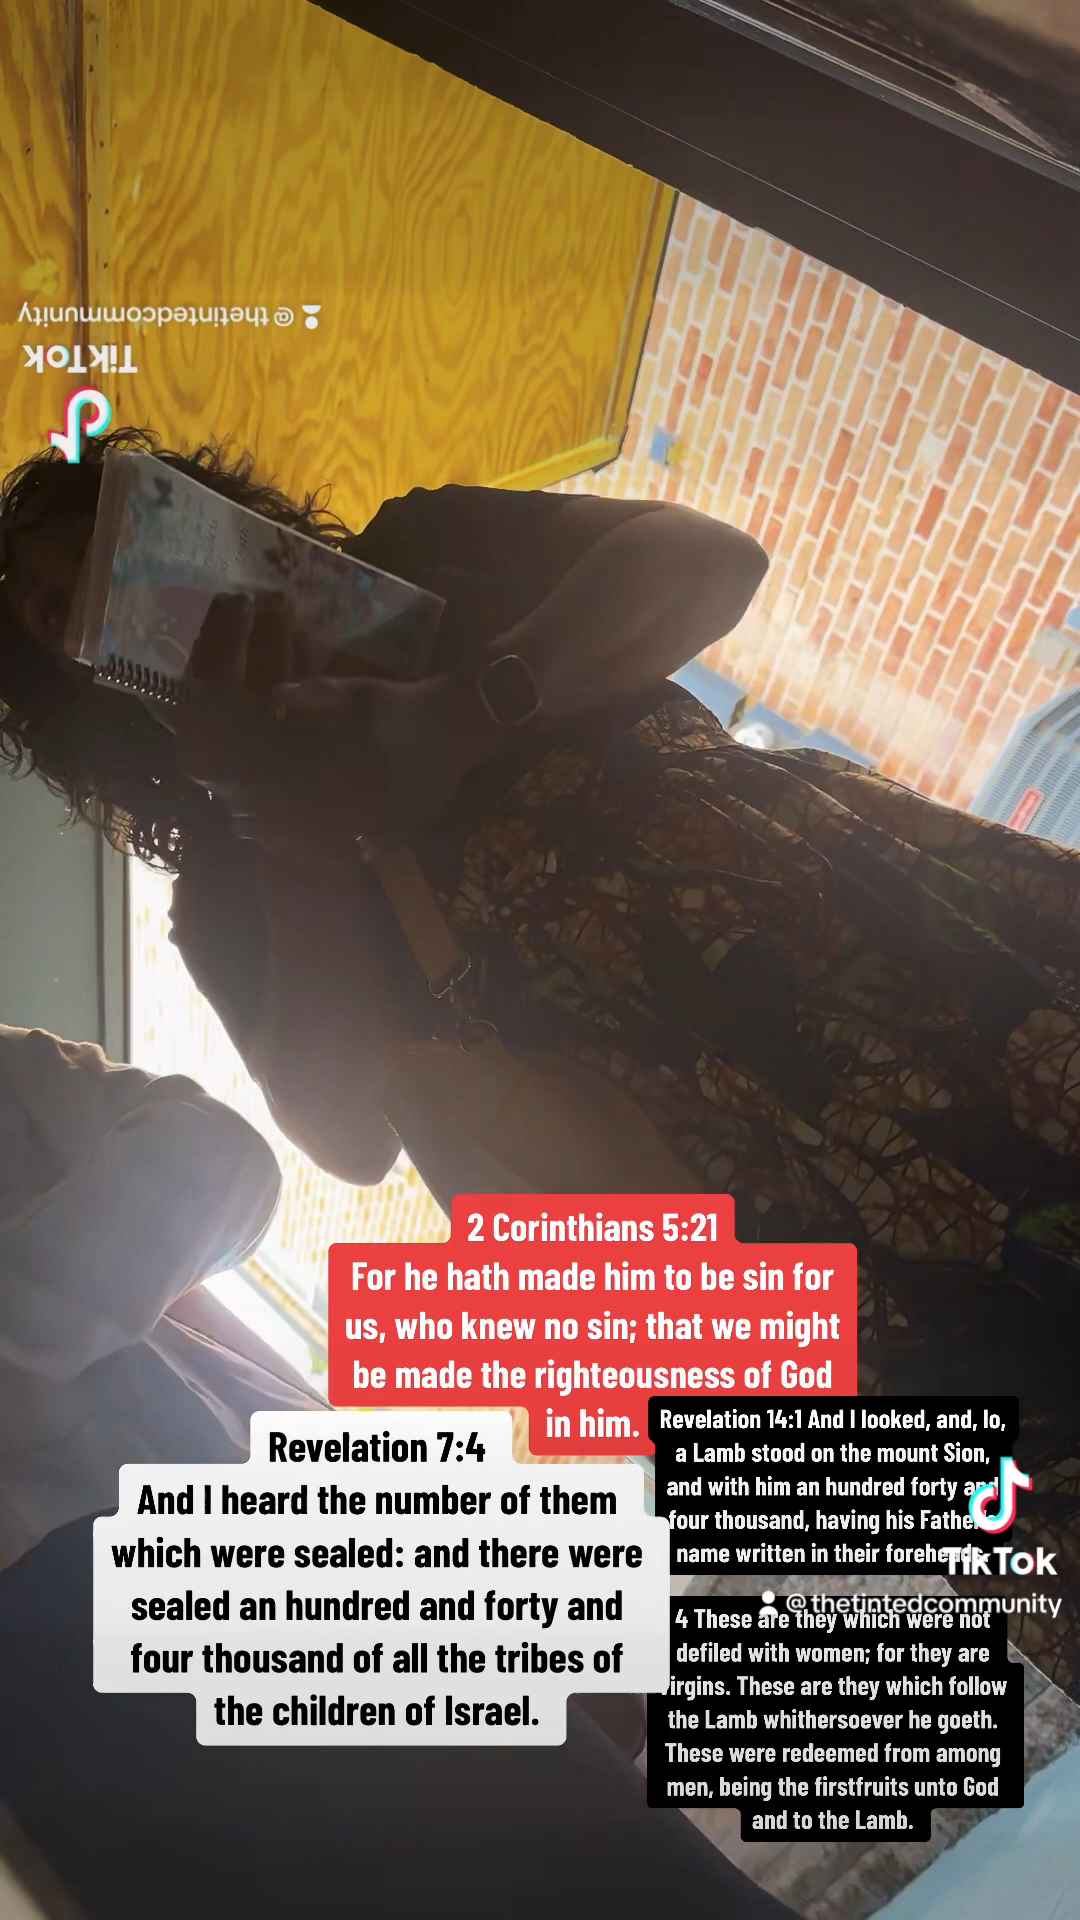 @thetintedcommunity
TikTok
2 Corinthians 5:21
For he hath made him to be sin for
us, who knew no sin; that we might
be made the righteousness of God
in him.
Revelation 7:4
And I heard the number of them
which were sealed: and there were
sealed an hundred and forty and
four thousand of all the tribes of
the children of Israel.
Revelation 14:1 And I looked, and, lo,
a Lamb stood on the mount Sion,
and with him an hundred forty and
four thousand, having his Father's
name written in their foreheads.
TikTok
@thetintedcommunity
4 These are they which were not
defiled with women; for they are
virgins. These are they which follow
the Lamb whithersoever he goeth.
These were redeemed from among
men, being the firstfruits unto God
and to the Lamb.